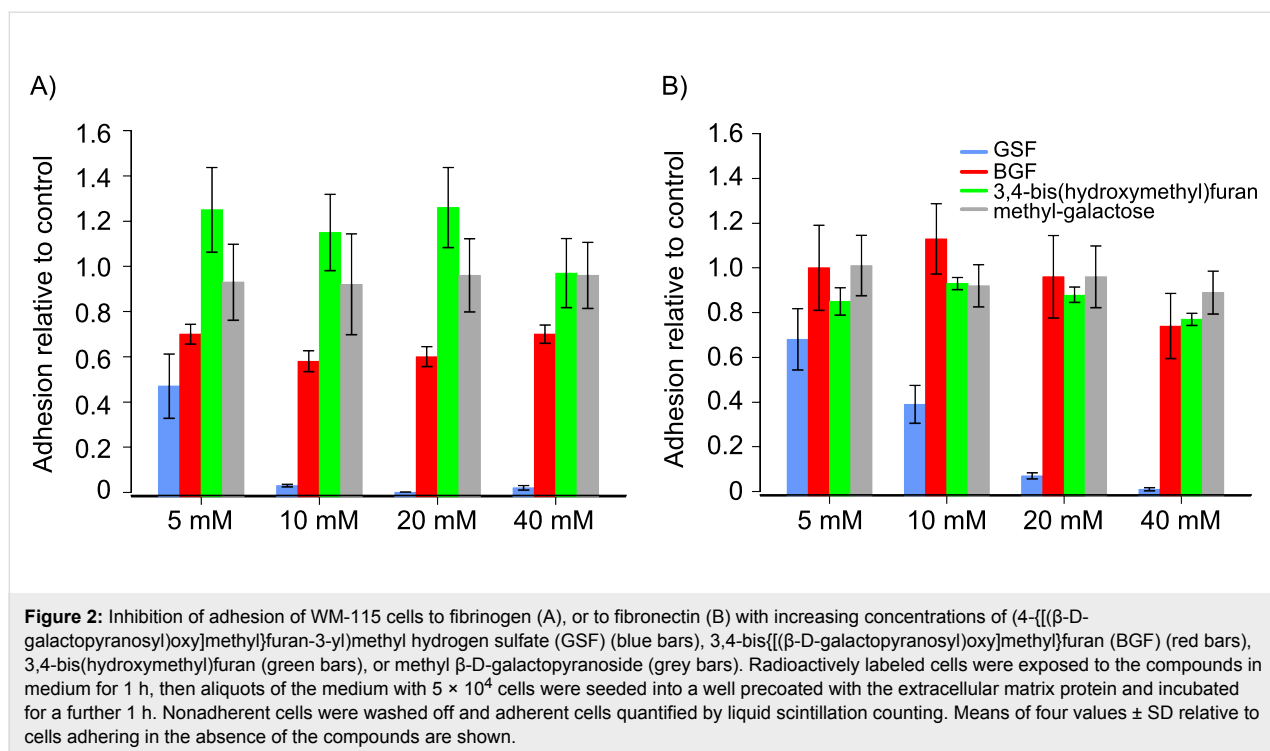 A)
B)
Adhesion relative to control
1.6
1.4
1.2
1.0
0.8
0.6
0.4
0.2
0
5 mM 10 mM 20 mM 40 mM
Adhesion relative to control
1.6
1.4
1.2
1.0
0.8
0.6
0.4
0.2
0
GSF
BGF
3,4-bis(hydroxymethyl)furan
methyl-galactose
5 mM 10 mM 20 mM 40 mM
Figure 2: Inhibition of adhesion of WM-115 cells to fibrinogen (A), or to fibronectin (B) with increasing concentrations of (4-{[(β-D-
galactopyranosyl)oxy]methyl}furan-3-yl)methyl hydrogen sulfate (GSF) (blue bars), 3,4-bis{[(β-D-galactopyranosyl)oxy]methyl}furan (BGF) (red bars),
3,4-bis(hydroxymethyl)furan (green bars), or methyl β-D-galactopyranoside (grey bars). Radioactively labeled cells were exposed to the compounds in
medium for 1 h, then aliquots of the medium with 5 × 10⁴ cells were seeded into a well precoated with the extracellular matrix protein and incubated
for a further 1 h. Nonadherent cells were washed off and adherent cells quantified by liquid scintillation counting. Means of four values ± SD relative to
cells adhering in the absence of the compounds are shown.